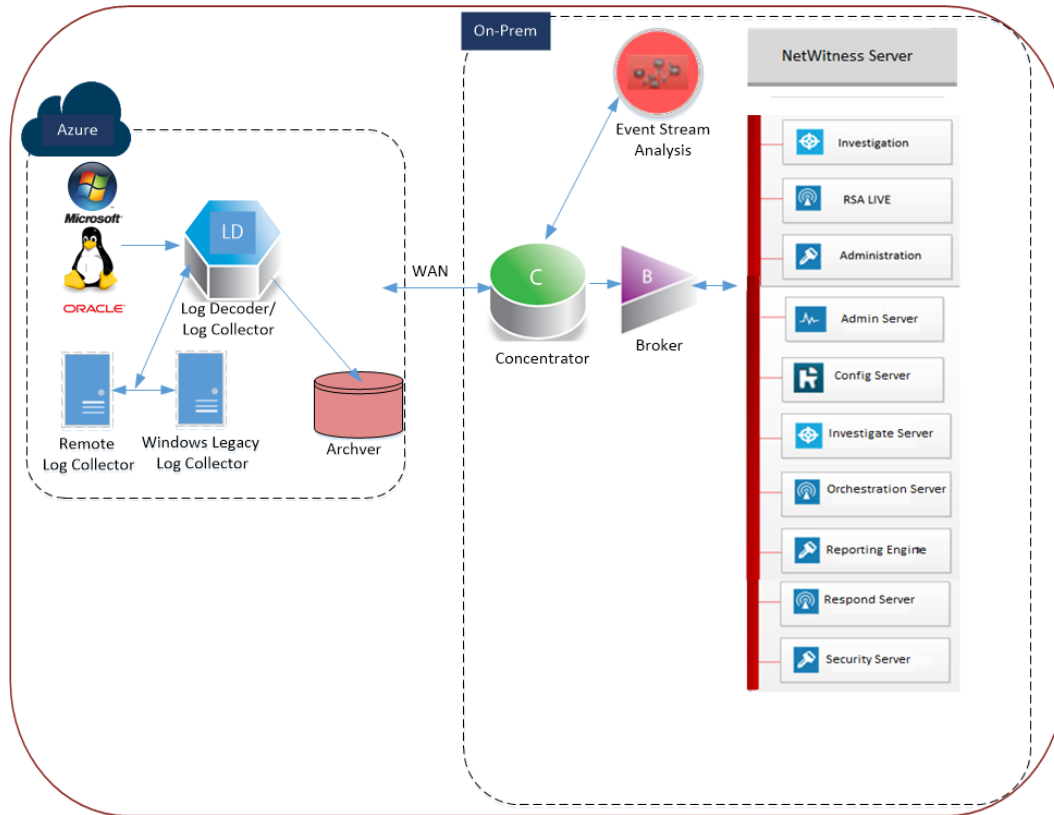 On-Prem
NetWitness Server
Azure
Event Stream
Analysis
Investigation
Microsoft
RSA LIVE
LD
Administration
ORACLE
Log Decoder/
Log Collector
WAN
C
B
Concentrator
Broker
Admin Server
Config Server
Remote
Log Collector
Windows Legacy
Log Collector
Archver
Investigate Server
Orchestration Server
Reporting Engine
Respond Server
Security Server